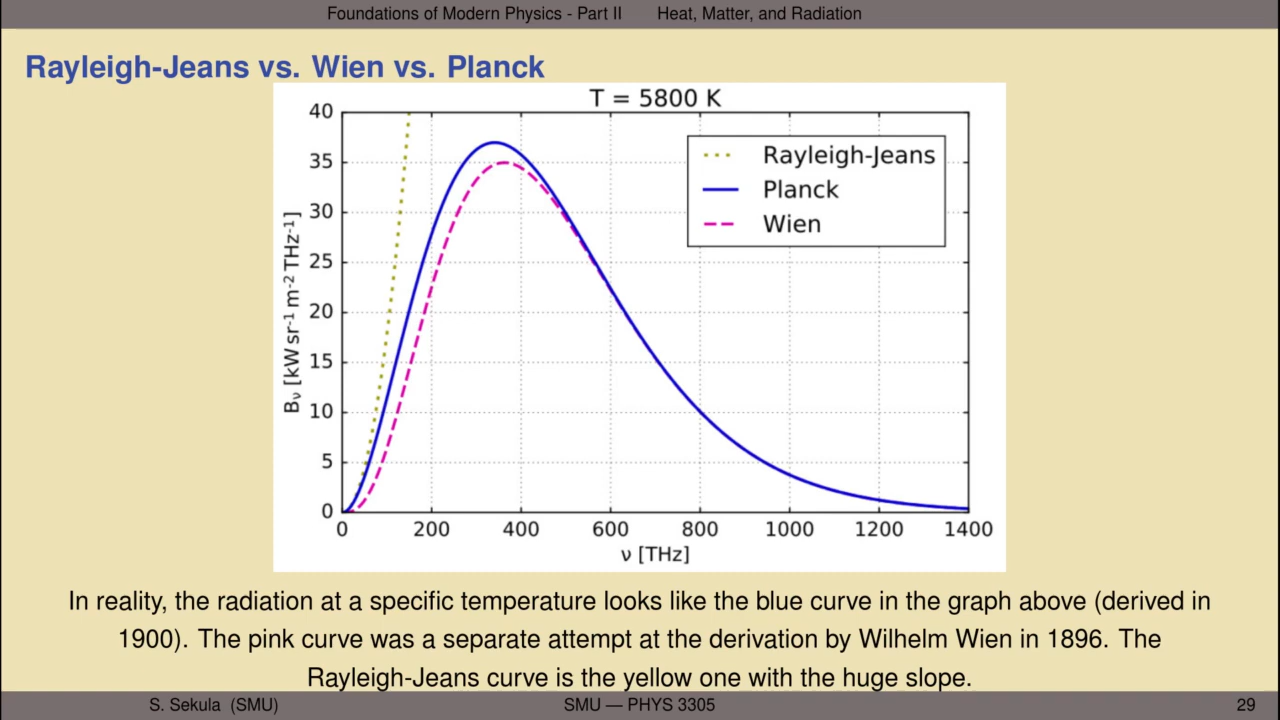 Foundations of Modern Physics - Part II Heat, Matter, and Radiation
Rayleigh-Jeans vs. Wien vs. Planck
T = 5800 K
40
35
30
25
20
15
10
5
0
Bν [kW sr-1 m-2 THz-1]
Rayleigh-Jeans
Planck
Wien
0 200 400 600 800 1000 1200 1400
ν [THz]
In reality, the radiation at a specific temperature looks like the blue curve in the graph above (derived in
1900). The pink curve was a separate attempt at the derivation by Wilhelm Wien in 1896. The
Rayleigh-Jeans curve is the yellow one with the huge slope.
S. Sekula (SMU) SMU — PHYS 3305 29